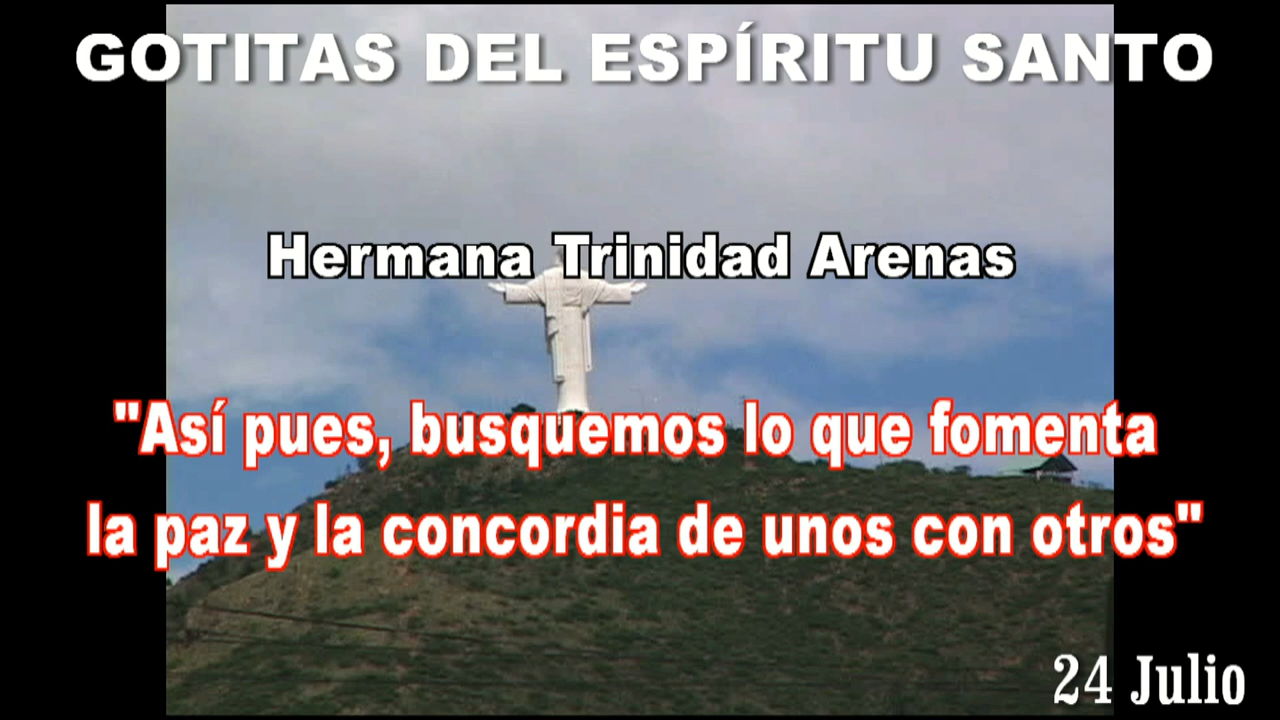 GOTITAS DEL ESPÍRITU SANTO
Hermana Trinidad Arenas
"Así pues, busquemos lo que fomenta
la paz y la concordia de unos con otros"
24 Julio